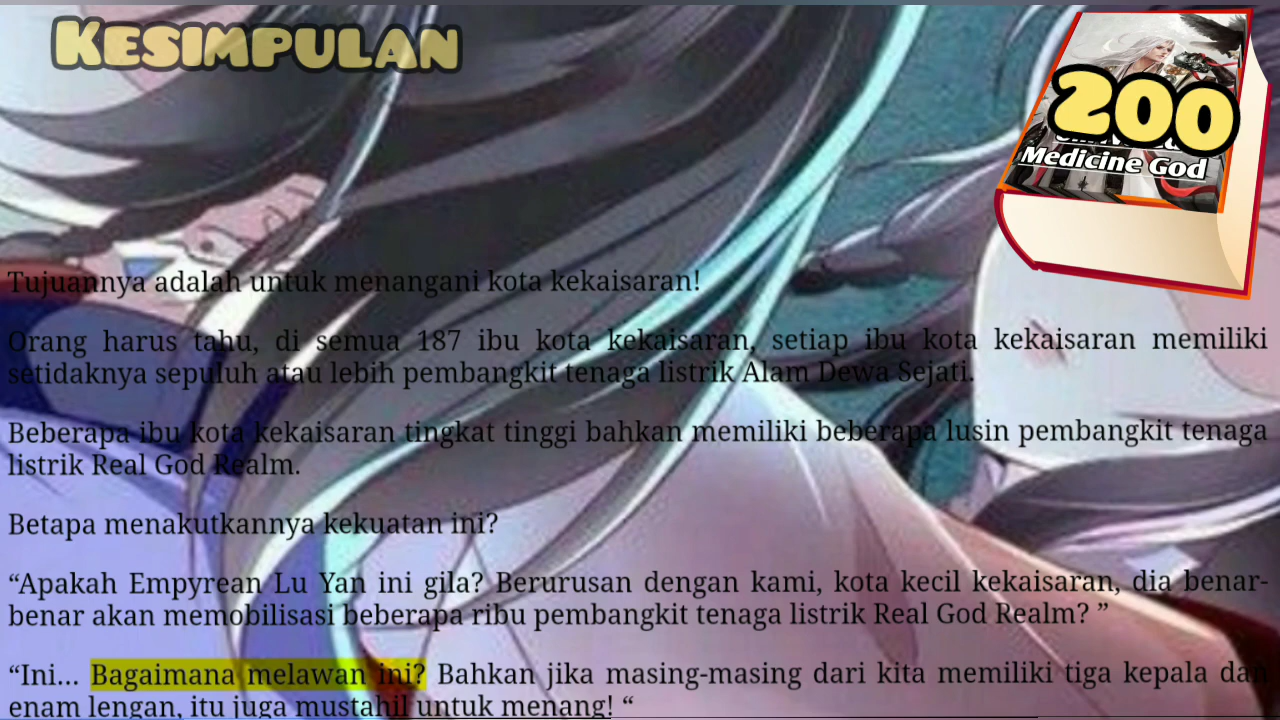 KESIMPULAN
200
Medicine God
Tujuannya adalah untuk menangani kota kekaisaran!
Orang harus tahu, di semua 187 ibu kota kekaisaran, setiap ibu kota kekaisaran memiliki
setidaknya sepuluh atau lebih pembangkit tenaga listrik Alam Dewa Sejati.
Beberapa ibu kota kekaisaran tingkat tinggi bahkan memiliki beberapa lusin pembangkit tenaga
listrik Real God Realm.
Betapa menakutkannya kekuatan ini?
“Apakah Empyrean Lu Yan ini gila? Berurusan dengan kami, kota kecil kekaisaran, dia benar-
benar akan memobilisasi beberapa ribu pembangkit tenaga listrik Real God Realm? ”
“Ini… Bagaimana melawan ini? Bahkan jika masing-masing dari kita memiliki tiga kepala dan
enam lengan, itu juga mustahil untuk menang! “